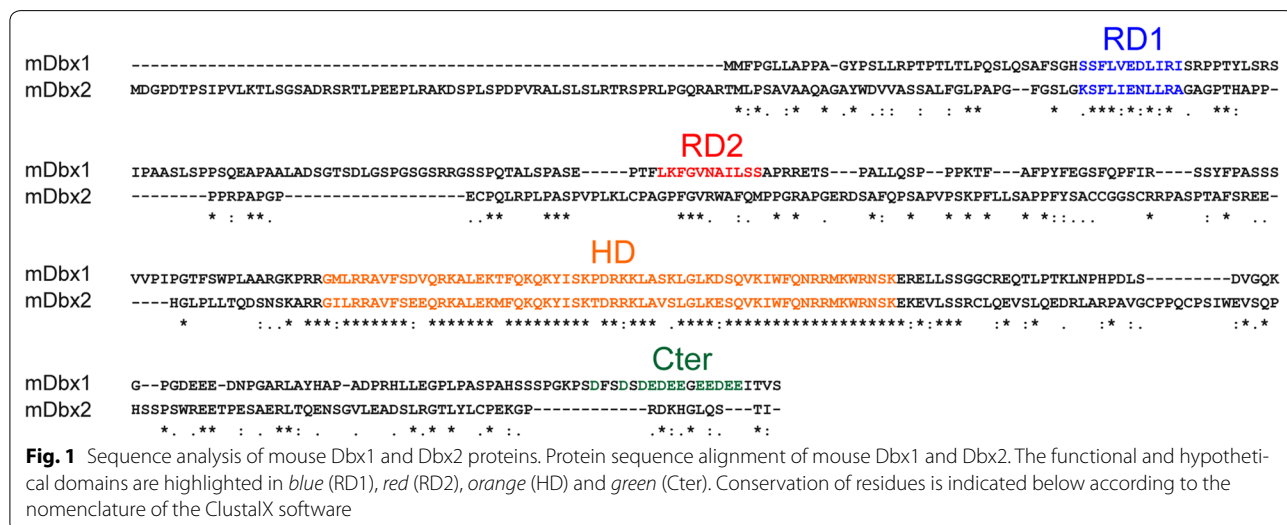 RD1
mDbx1 -----------------------------------------------------------------MMFPGLLAPPA-GYPSLLRPTPTLTLPQSLQSAFSGHSSFLVEDLIRISRPPTYLSRS
mDbx2 MDGPDTPSIPVLKTLSGSADRSRTLPEEPLRAKDSPLSPDPVRALSLSLRTRSPRLPGQRARTMLPSAVAAQAGAYWDVVASSALFGLPAPG--FGSLGKSFLIENLLRAGAGPTHAPP-
*:*. .: * .* .:: . : * . .***:*:*:* . **:
RD2
mDbx1 IPAASLSPPSQEAPAALADSGTSDLGSPGSGSRRGSSPQTALSPASE-----PTFLKFGVNAILSSAPRRETS---PALLQSP--PPKTF---AFPYFEGSFQPFIR---SSYFPASSS
mDbx2 --------PPRPAPGP--------------------ECPQLRPLPASPVPLKLCPAGPFGVRWAFQMPPGRAPGERDSAFQPSAPVPSKPFLLSAPPFYSACCGGSCRRPASPTAFSREE-
* : **. ..** * *** * **. :. * * . *: * *. * *::: . * * ..
HD
mDbx1 VVPIPGTFSWPLAARGKPRRGMLRRAVFSDVQRKALEKTFQKQKYISKPDRKKLASKLGLKDSQVKIWFQNRRMKWRNSKERELLSSGGCREQTLPTKLNPHPDLS---------DVGQK
mDbx2 ----HGLPLLTQDSNSKARRGILRRAVFSEEQRKALEKMFQKQKYISKTDRRKLAVSLGLKESQVKIWFQNRRMKWRNSKEKEVLSSRCLQEVSLQEDRLARPAVGCPPQCPSIWEVSQP
* :..* ***:******* ******* ********* **:*** .****:*******************:*:*** :* :* . *: :*.*
Cter
mDbx1 G--PGDEEE-DNPGARLAYHAP-ADPRHLLEGPLPASPAHSSSPGKPSDFSDSDEDEEGEEDEEITVS
mDbx2 HSSPSWREETPESAERLTQENSGVLEADSLRGTLYLCPEKGP------------RDKHGLQS---TI-
*. .** : . **: . . .*.* * * :. *:.: :. *:
Fig. 1 Sequence analysis of mouse Dbx1 and Dbx2 proteins. Protein sequence alignment of mouse Dbx1 and Dbx2. The functional and hypotheti-
cal domains are highlighted in blue (RD1), red (RD2), orange (HD) and green (Cter). Conservation of residues is indicated below according to the
nomenclature of the ClustalX software